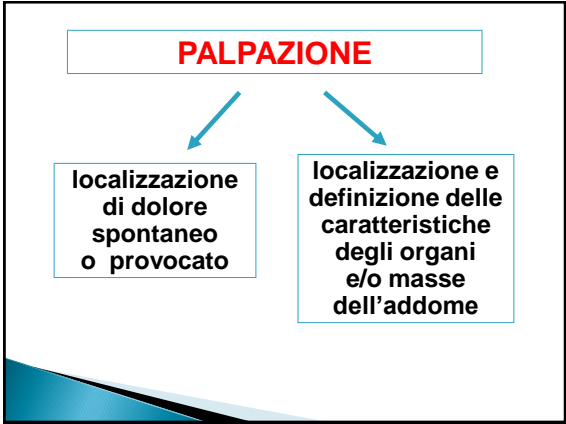 PALPAZIONE
localizzazione
di dolore
spontaneo
o provocato
localizzazione e
definizione delle
caratteristiche
degli organi
e/o masse
dell'addome